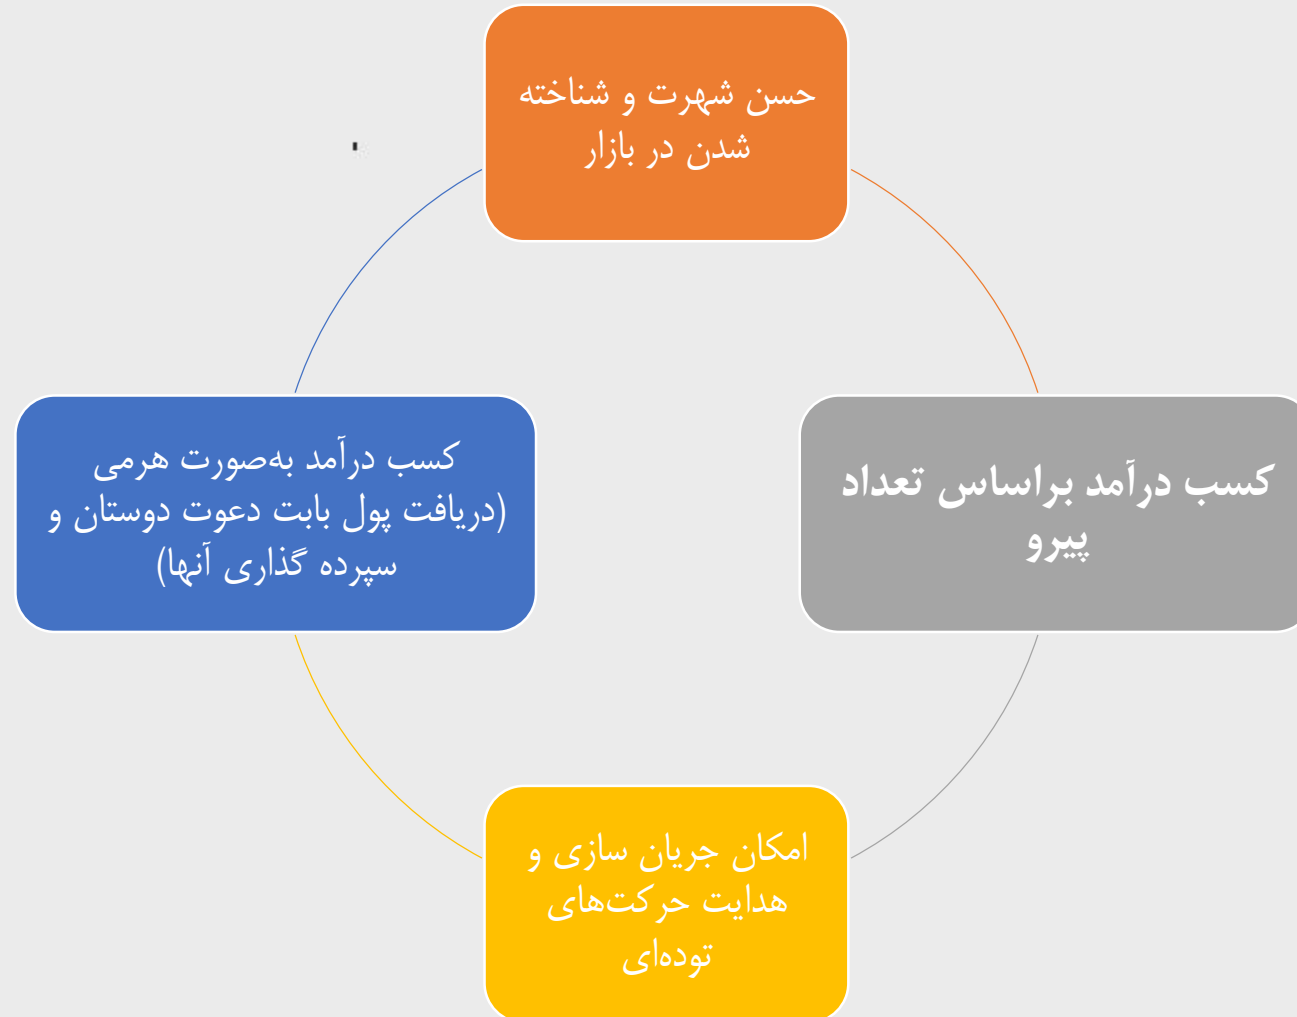 حسن شهرت و شناخته
شدن در بازار
کسب درآمد براساس تعداد
پیرو
امکان جریان سازی و
هدایت حرکت‌های
توده‌ای
کسب درآمد به‌صورت هرمی
(دریافت پول بابت دعوت دوستان و
سپرده گذاری آنها)